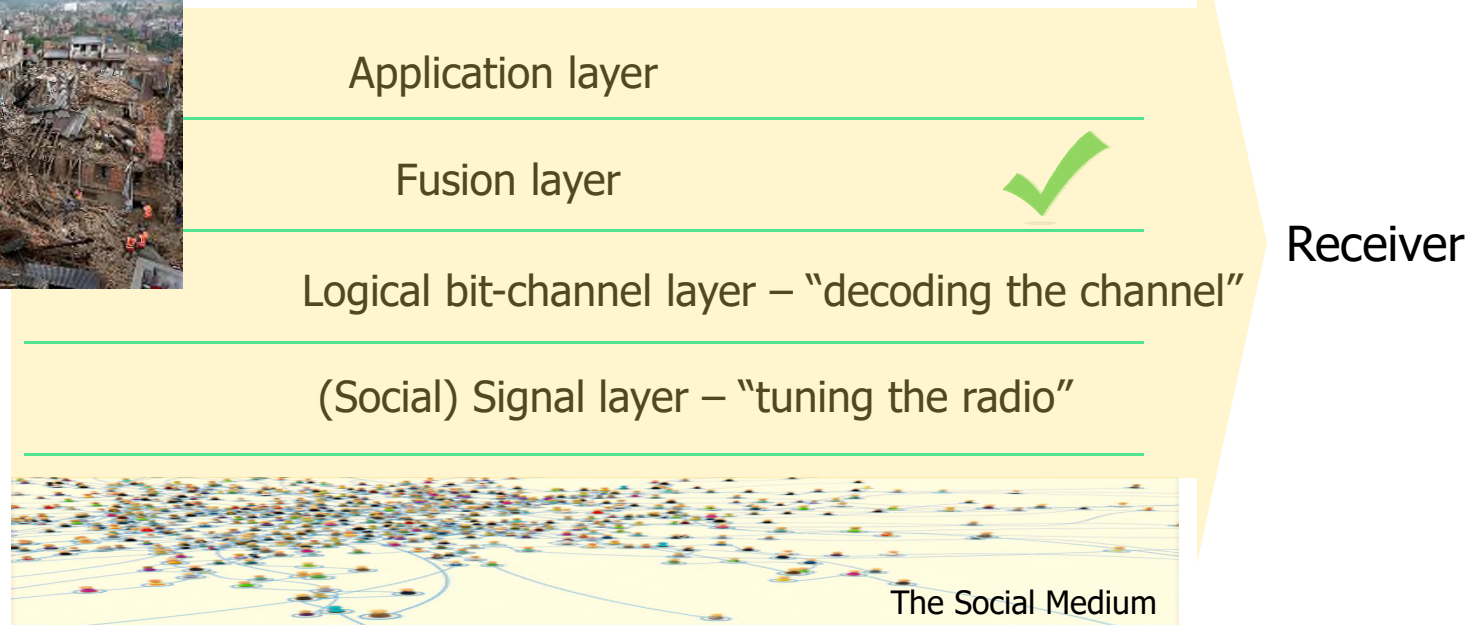 Application layer
Fusion layer
Receiver
Logical bit-channel layer – “decoding the channel”
(Social) Signal layer – “tuning the radio”
The Social Medium